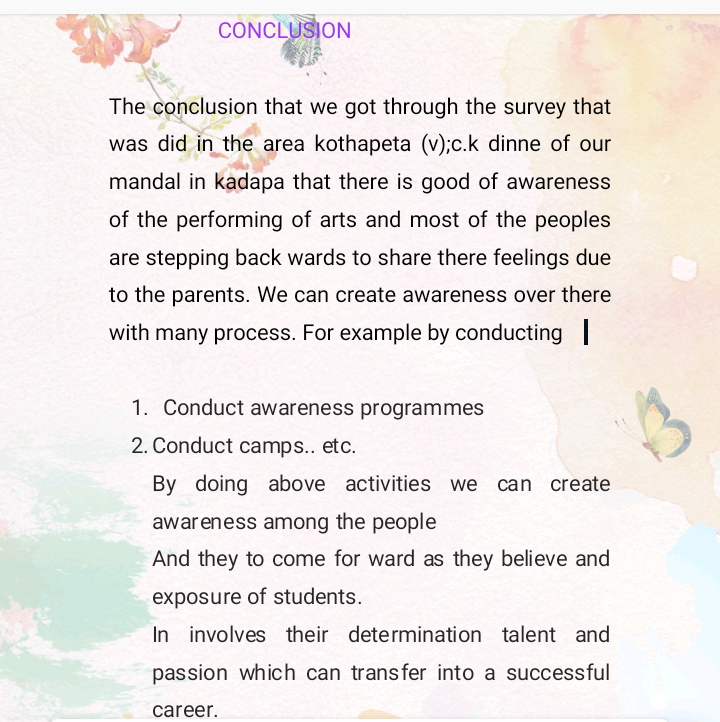 CONCLUSION
The conclusion that we got through the survey that
was did in the area kothapeta (v);c.k dinne of our
mandal in kadapa that there is good of awareness
of the performing of arts and most of the peoples
are stepping back wards to share there feelings due
to the parents. We can create awareness over there
with many process. For example by conducting
1. Conduct awareness programmes
2. Conduct camps.. etc.
By doing above activities we can create
awareness among the people
And they to come for ward as they believe and
exposure of students.
In involves their determination talent and
passion which can transfer into a successful
career.